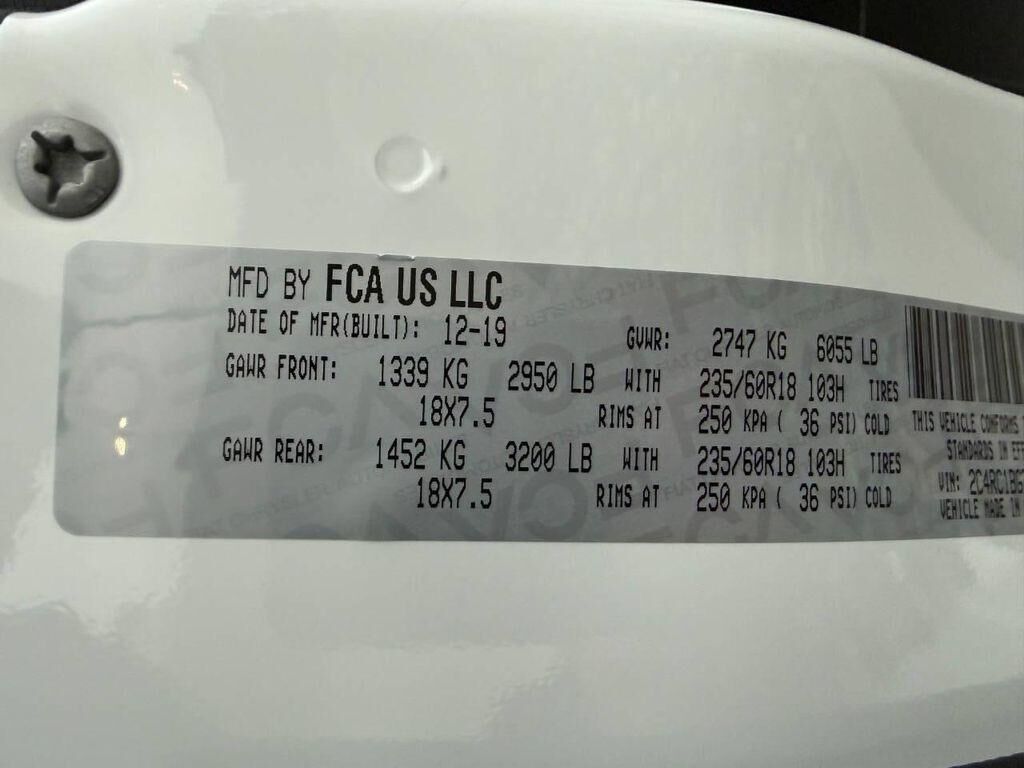 MFD BY FCA US LLC
DATE OF MFR(BUILT): 12-19 GVWR: 2747 KG 6055 LB
GAWR FRONT: 1339 KG 2950 LB WITH 235/60R18 103H TIRES
18X7.5 RIMS AT 250 KPA ( 36 PSI) COLD
GAWR REAR: 1452 KG 3200 LB WITH 235/60R18 103H TIRES
18X7.5 RIMS AT 250 KPA ( 36 PSI) COLD
THIS VEHICLE CONFORMS
STANDARDS IN EFF
VIN: 2C4RC1BG
VEHICLE MADE IN